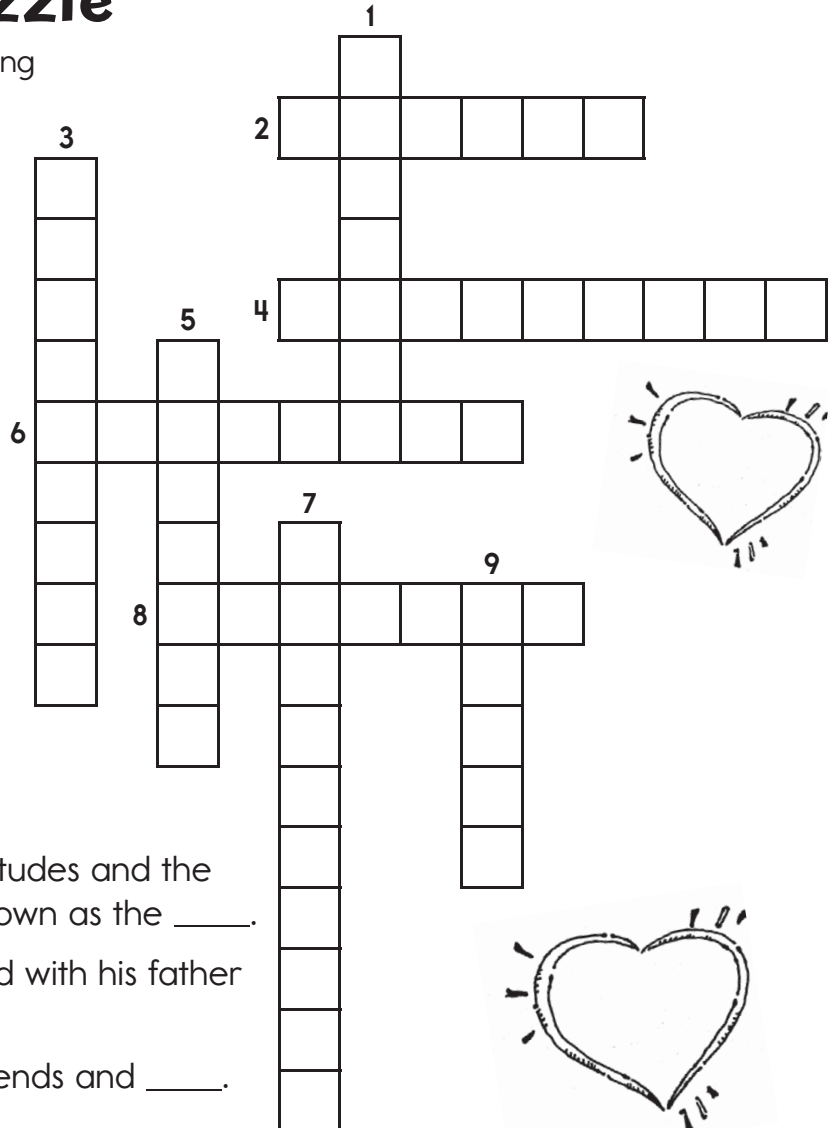 zzle
ng
1
2
3
4
5
6
7
9
8
tudes and the
own as the ____.
d with his father
ends and ____.